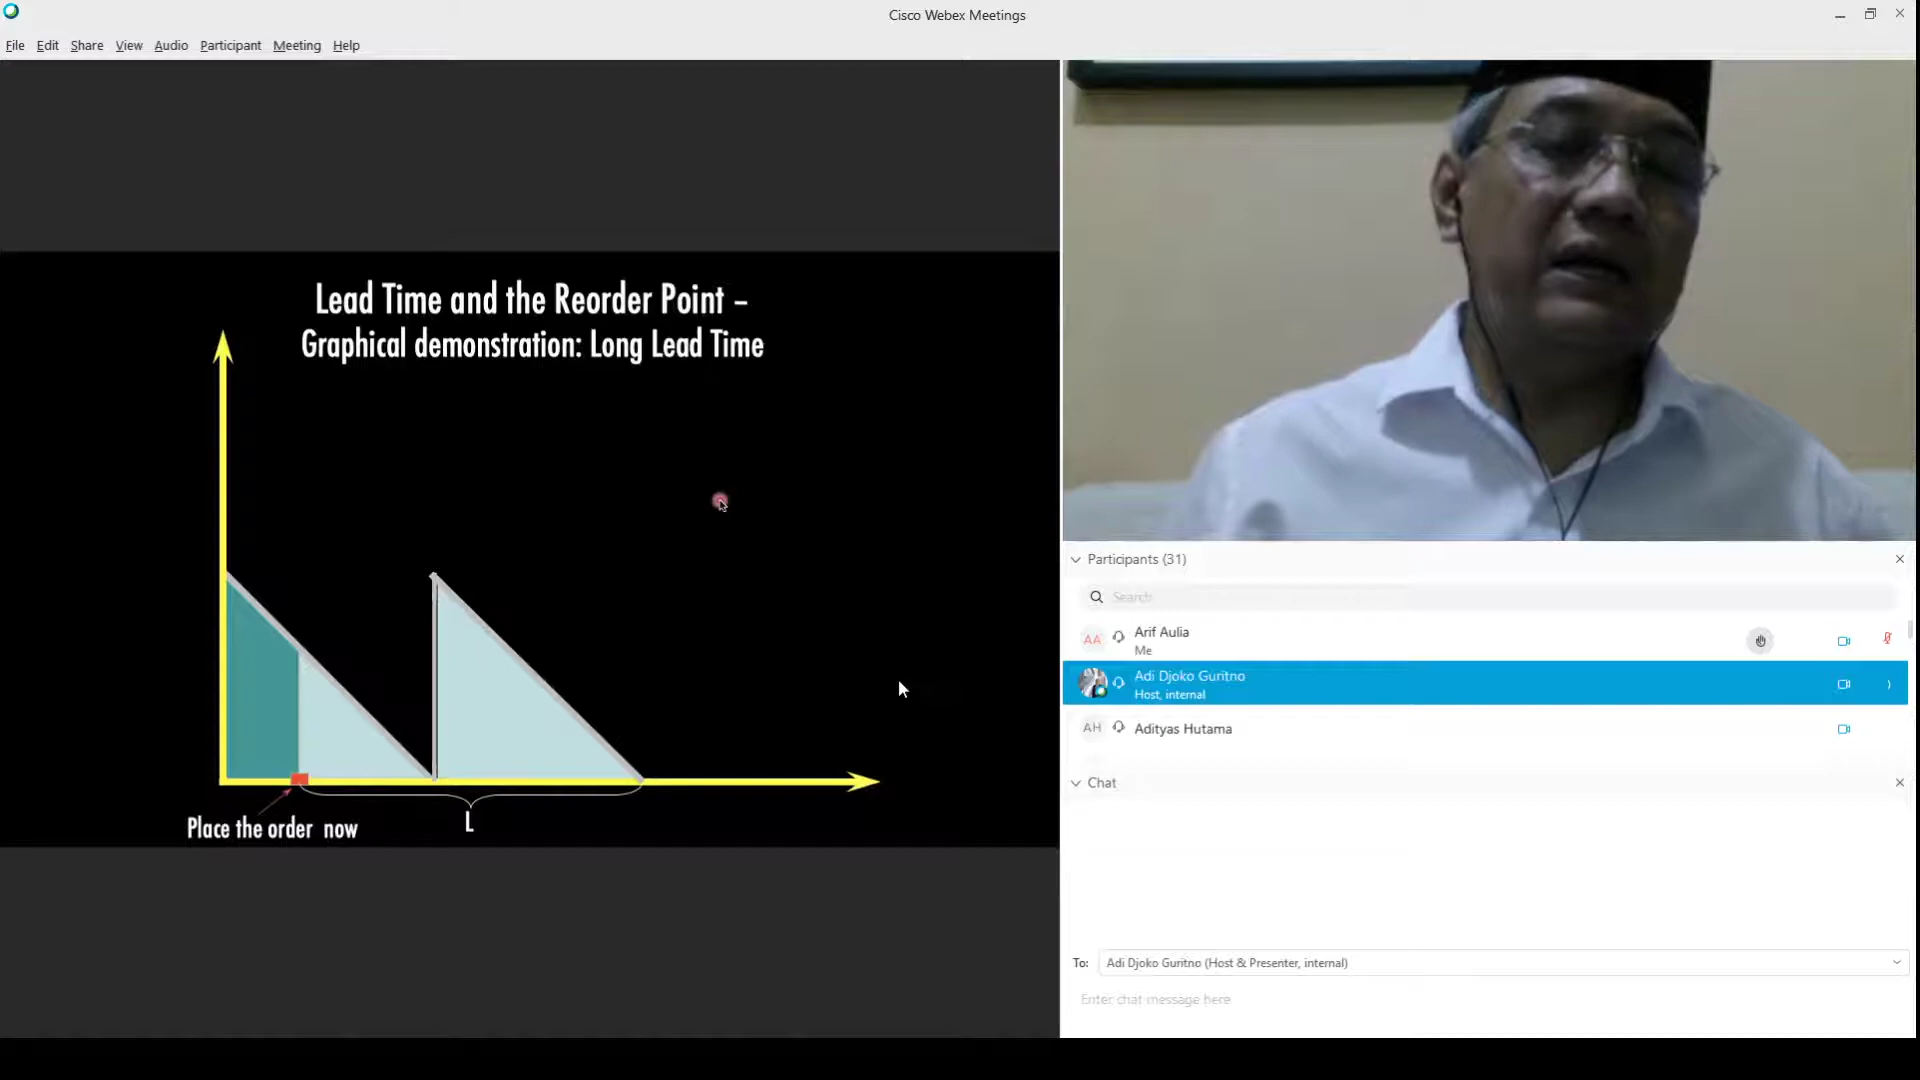 Cisco Webex Meetings
File Edit Share View Audio Participant Meeting Help
Lead Time and the Reorder Point –
Graphical demonstration: Long Lead Time
Place the order now
L
Participants (31)
Search
AA Arif Aulia
Me
Adi Djoko Guritno
Host, internal
AH Adityas Hutama
Chat
To: Adi Djoko Guritno (Host & Presenter, internal)
Enter chat message here